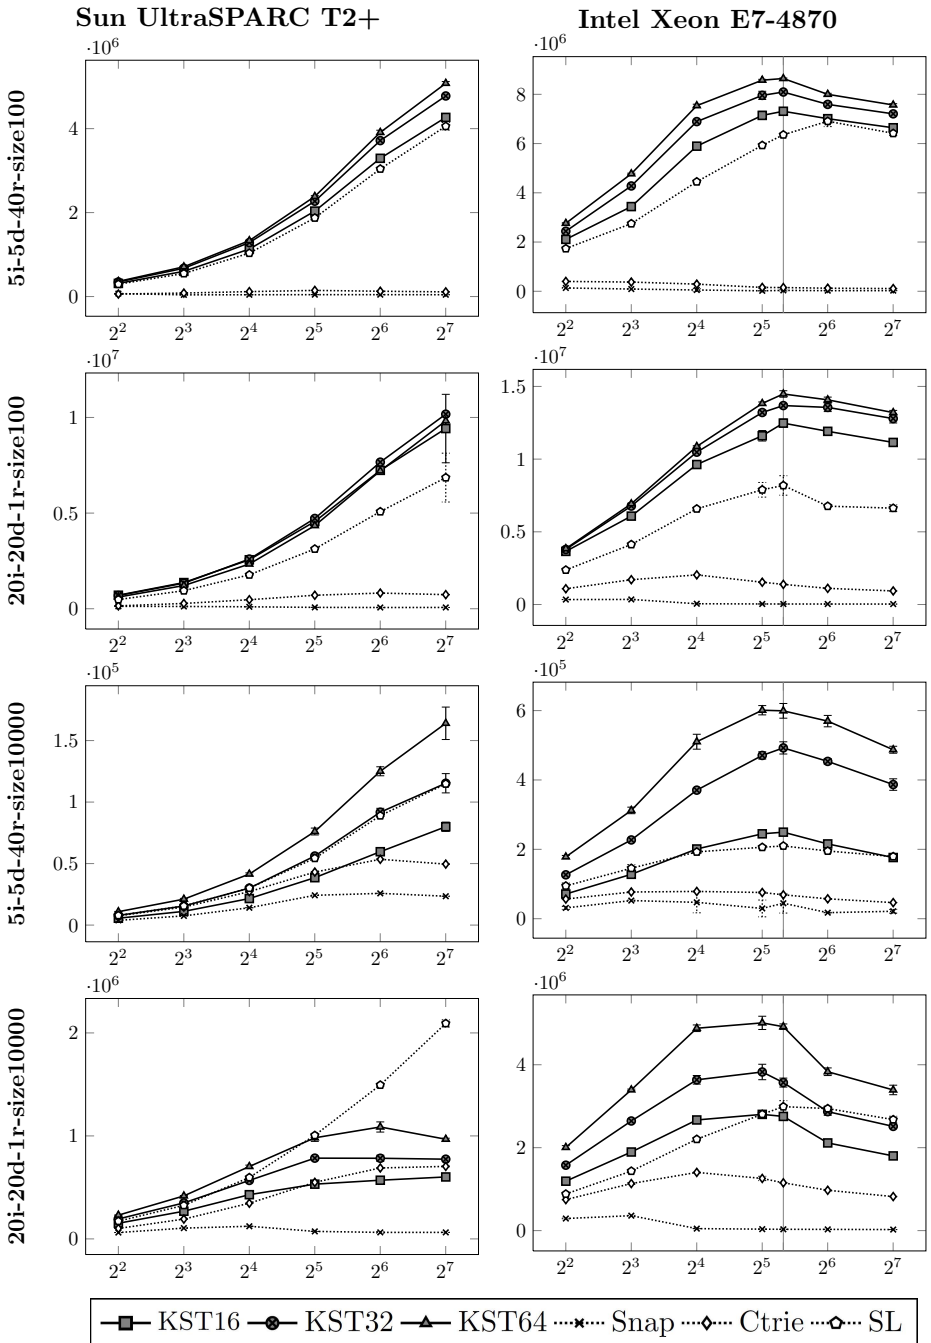 Sun UltraSPARC T2+ Intel Xeon E7-4870
5i-5d-40r-size100
·10^6
4
2
0
2^2 2^3 2^4 2^5 2^6 2^7
·10^6
8
6
4
2
0
2^2 2^3 2^4 2^5 2^6 2^7
20i-20d-1r-size100
·10^7
1
0.5
0
2^2 2^3 2^4 2^5 2^6 2^7
·10^7
1.5
1
0.5
0
2^2 2^3 2^4 2^5 2^6 2^7
5i-5d-40r-size10000
·10^5
1.5
1
0.5
0
2^2 2^3 2^4 2^5 2^6 2^7
·10^5
6
4
2
0
2^2 2^3 2^4 2^5 2^6 2^7
20i-20d-1r-size10000
·10^6
2
1
0
2^2 2^3 2^4 2^5 2^6 2^7
·10^6
4
2
0
2^2 2^3 2^4 2^5 2^6 2^7
KST16 KST32 KST64 Snap Ctrie SL